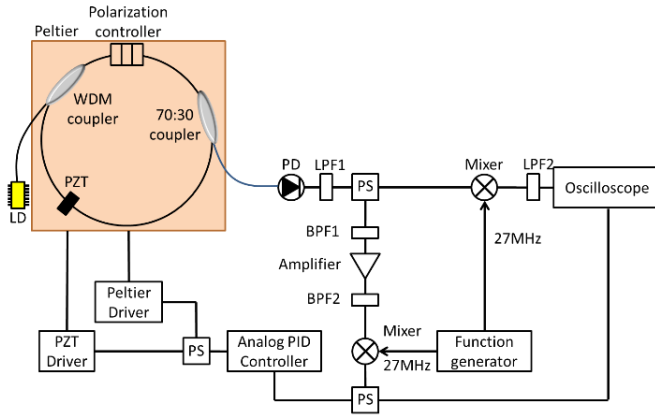 Polarization
controller
Peltier
WDM
coupler
70:30
coupler
PZT
LD
PD
LPF1
PS
Mixer
LPF2
Oscilloscope
BPF1
27MHz
Amplifier
BPF2
Peltier
Driver
Mixer
PZT
Driver
PS
Analog PID
Controller
27MHz
Function
generator
PS